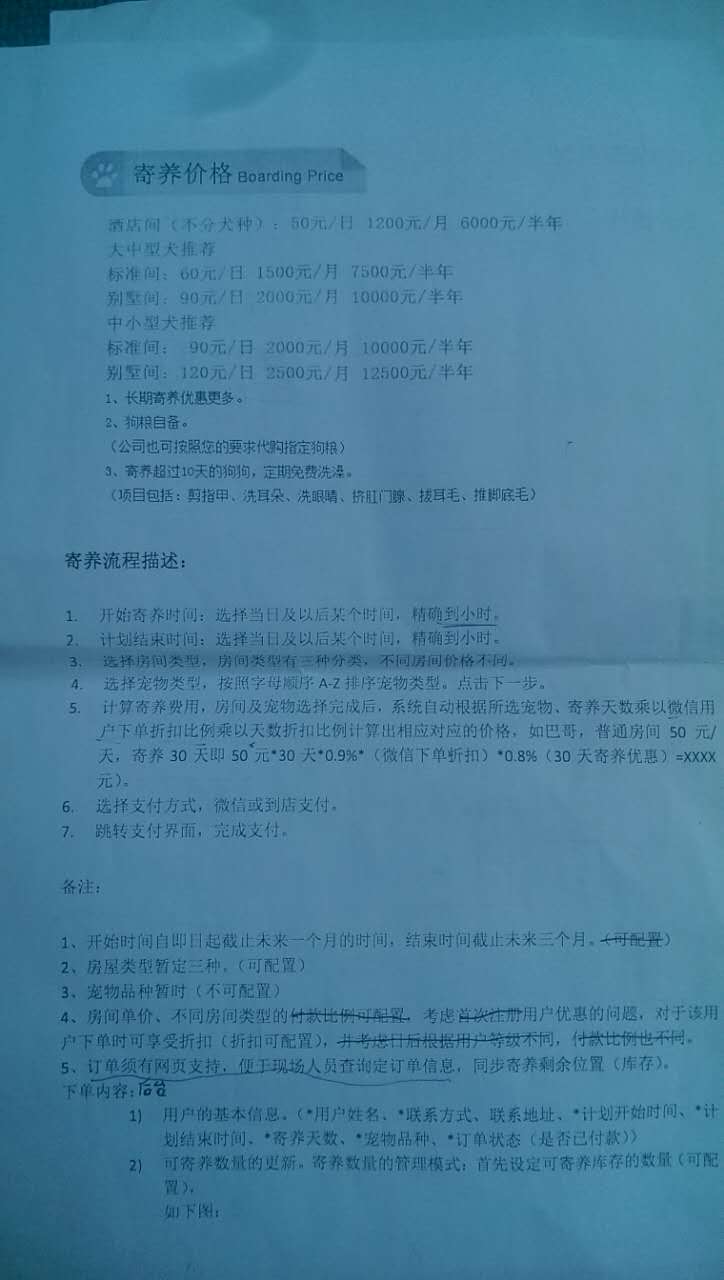 寄养价格 Boarding Price
酒店间（不分犬种）：50元/日 1200元/月 6000元/半年
大中型犬推荐
标准间：60元/日 1500元/月 7500元/半年
别墅间：90元/日 2000元/月 10000元/半年
中小型犬推荐
标准间： 90元/日 2000元/月 10000元/半年
别墅间：120元/日 2500元/月 12500元/半年
1、长期寄养优惠更多。
2、狗粮自备。
（公司也可按照您的要求代购指定狗粮）
3、寄养超过10天的狗狗，定期免费洗澡。
（项目包括：剪指甲、洗耳朵、洗眼睛、挤肛门腺、拔耳毛、推脚底毛）
寄养流程描述：
1. 开始寄养时间：选择当日及以后某个时间，精确到小时。
2. 计划结束时间：选择当日及以后某个时间，精确到小时。
3. 选择房间类型，房间类型有三种分类，不同房间价格不同。
4. 选择宠物类型，按照字母顺序 A-Z 排序宠物类型。点击下一步。
5. 计算寄养费用，房间及宠物选择完成后，系统自动根据所选宠物、寄养天数乘以微信用
户下单折扣比例乘以天数折扣比例计算出相应对应的价格，如巴哥，普通房间 50 元/
天，寄养 30 天即 50 元*30 天*0.9%*（微信下单折扣）*0.8%（30 天寄养优惠）=XXXX
元）。
6. 选择支付方式，微信或到店支付。
7. 跳转支付界面，完成支付。
备注：
1、开始时间自即日起截止未来一个月的时间，结束时间截止未来三个月。（可配置）
2、房屋类型暂定三种。（可配置）
3、宠物品种暂时（不可配置）
4、房间单价、不同房间类型的付款比例可配置，考虑首次注册用户优惠的问题，对于该用
户下单时可享受折扣（折扣可配置），并考虑日后根据用户等级不同，付款比例也不同。
5、订单须有网页支持，便于现场人员查询定订单信息，同步寄养剩余位置（库存）。
下单内容：后台
1) 用户的基本信息。（*用户姓名、*联系方式、联系地址、*计划开始时间、*计
划结束时间、*寄养天数、*宠物品种、*订单状态（是否已付款））
2) 可寄养数量的更新。寄养数量的管理模式：首先设定可寄养库存的数量（可配
置），
如下图：